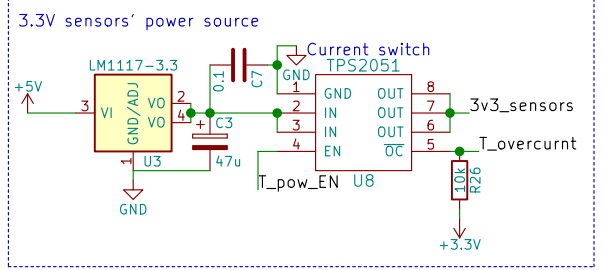 3.3V sensors' power source
Current switch
LM1117-3.3
TPS2051
+5V
0.1
C7
GND
3
VI
GND/ADJ
VO
2
VO
4
1
U3
GND
+
C3
47u
1
GND
2
IN
3
IN
4
EN
OUT
8
OUT
7
OUT
6
OC
5
U8
T_pow_EN
3v3_sensors
T_overcurnt
10k
R26
+3.3V